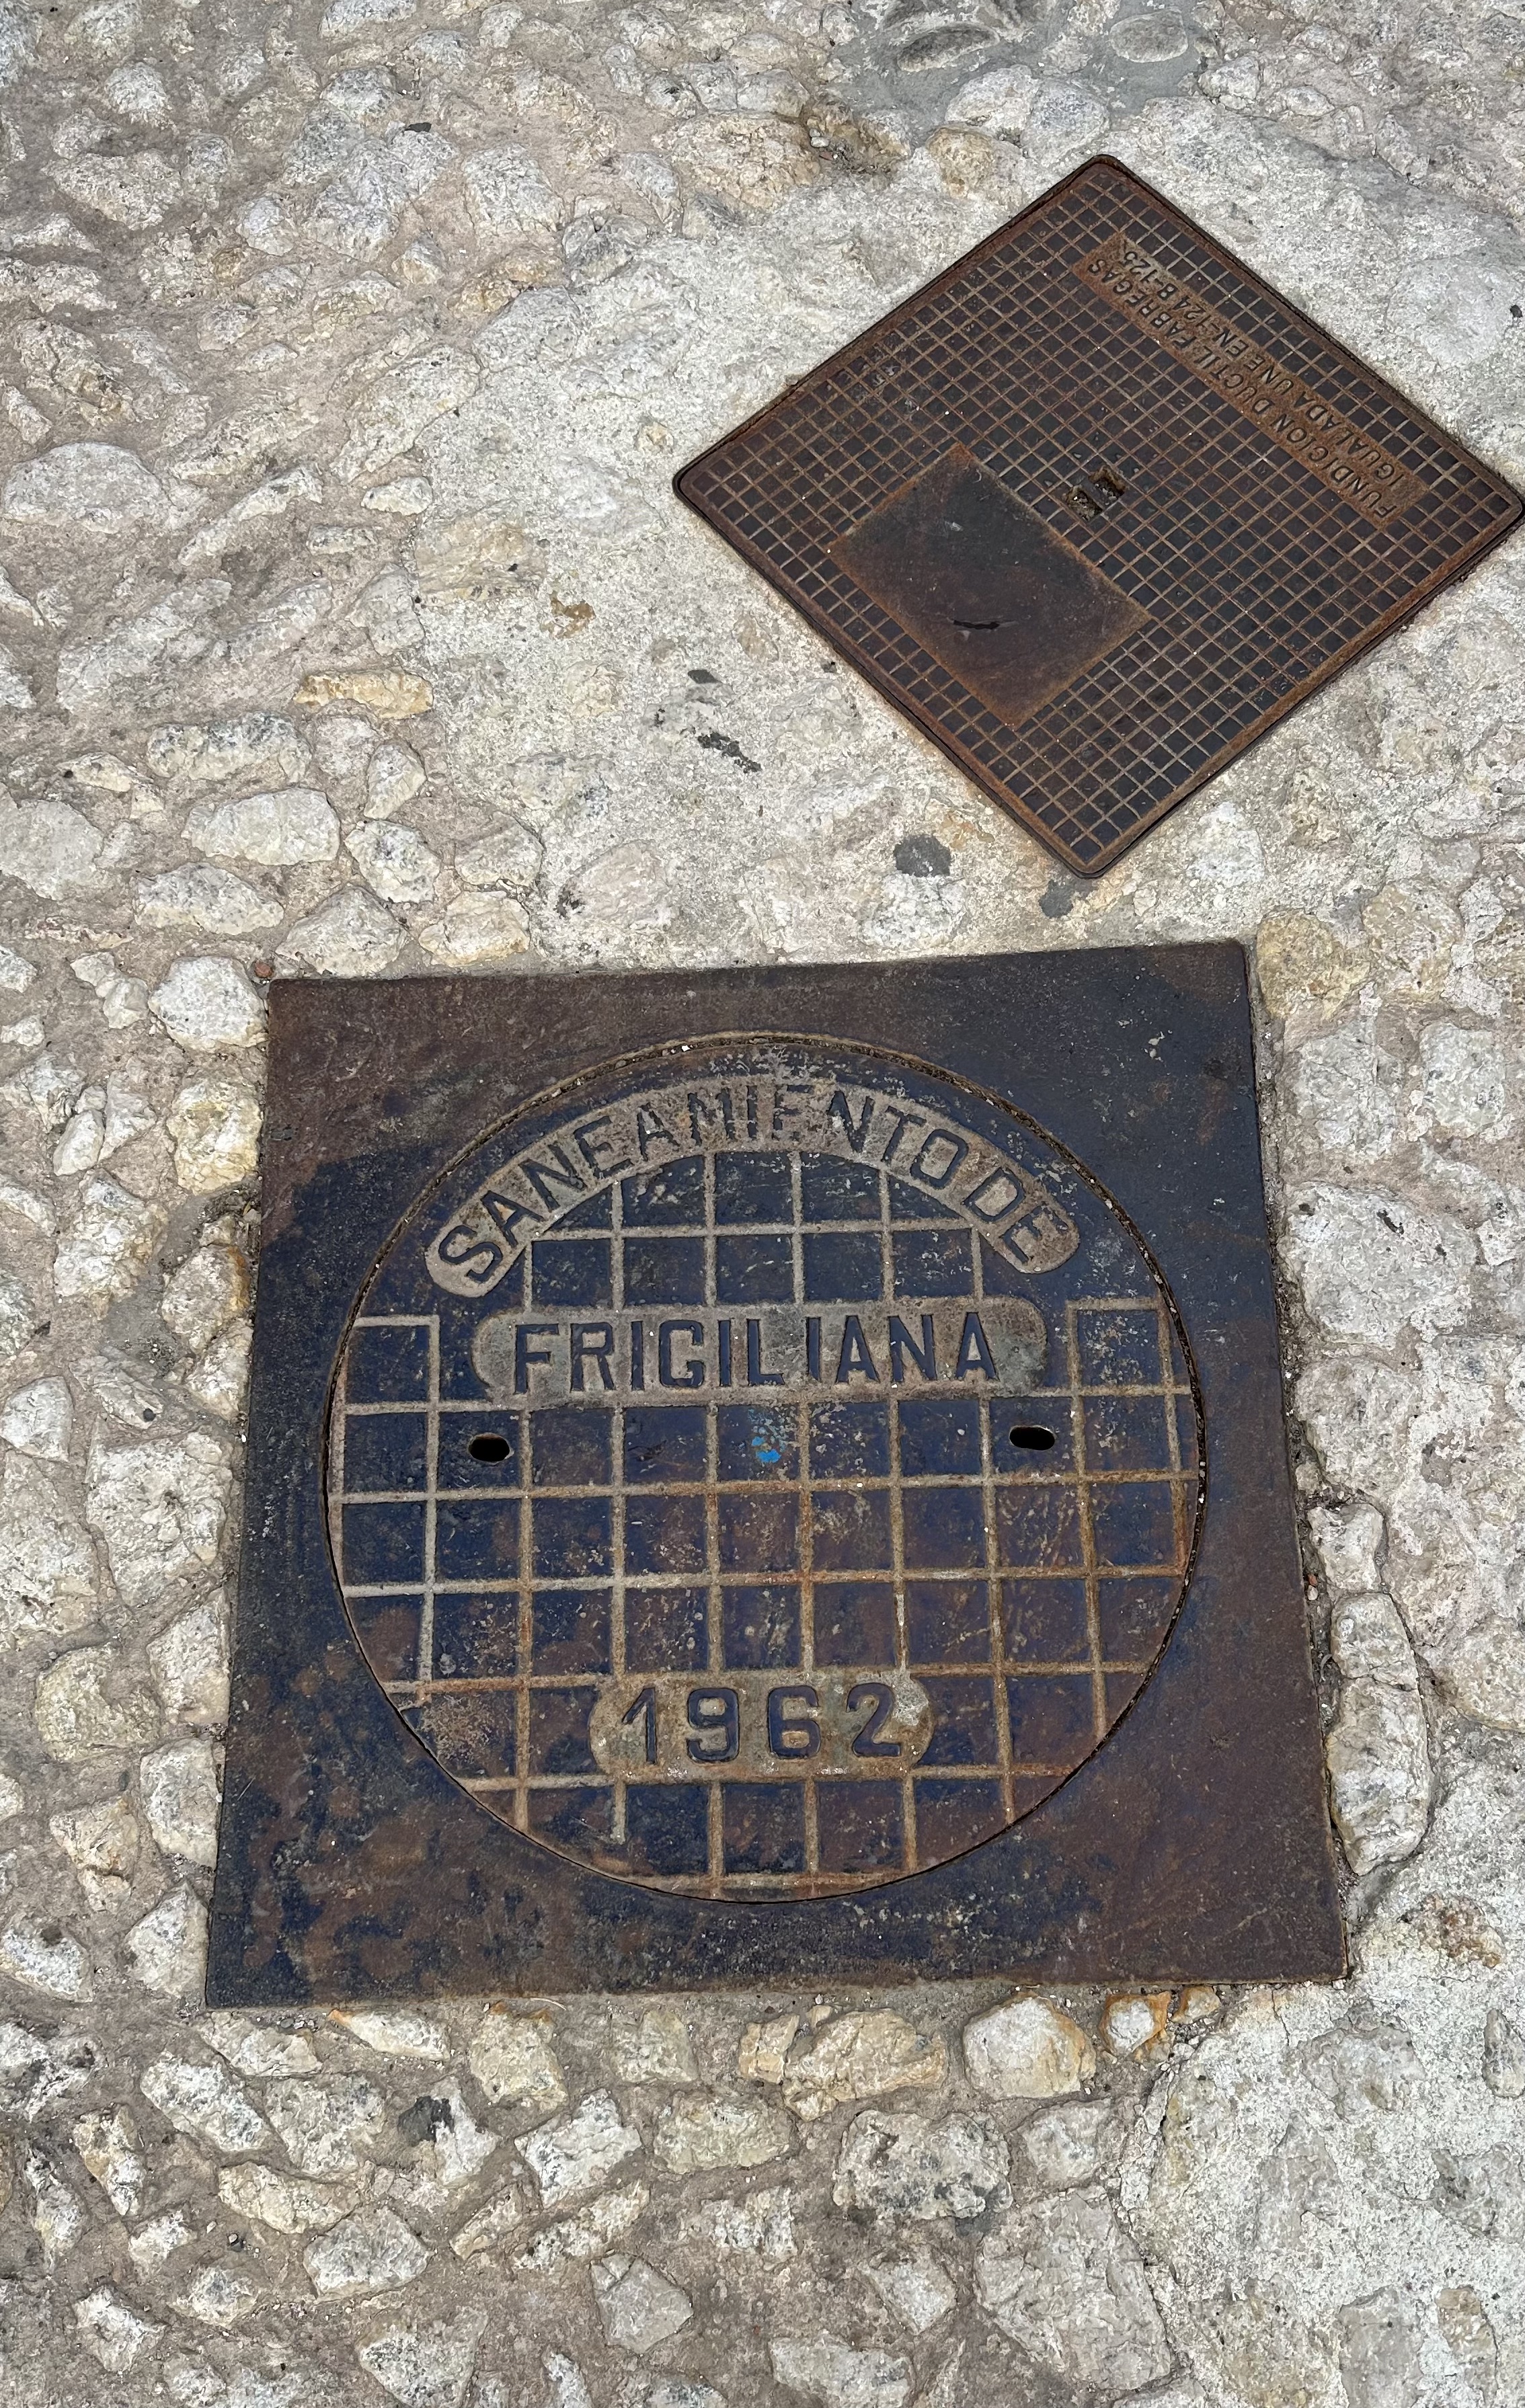 FUNDICION DUCTIL FABREGAS
IGUALADA UNE EN-124 B-125
SANEAMIENTO DE
FRIGILIANA
1962